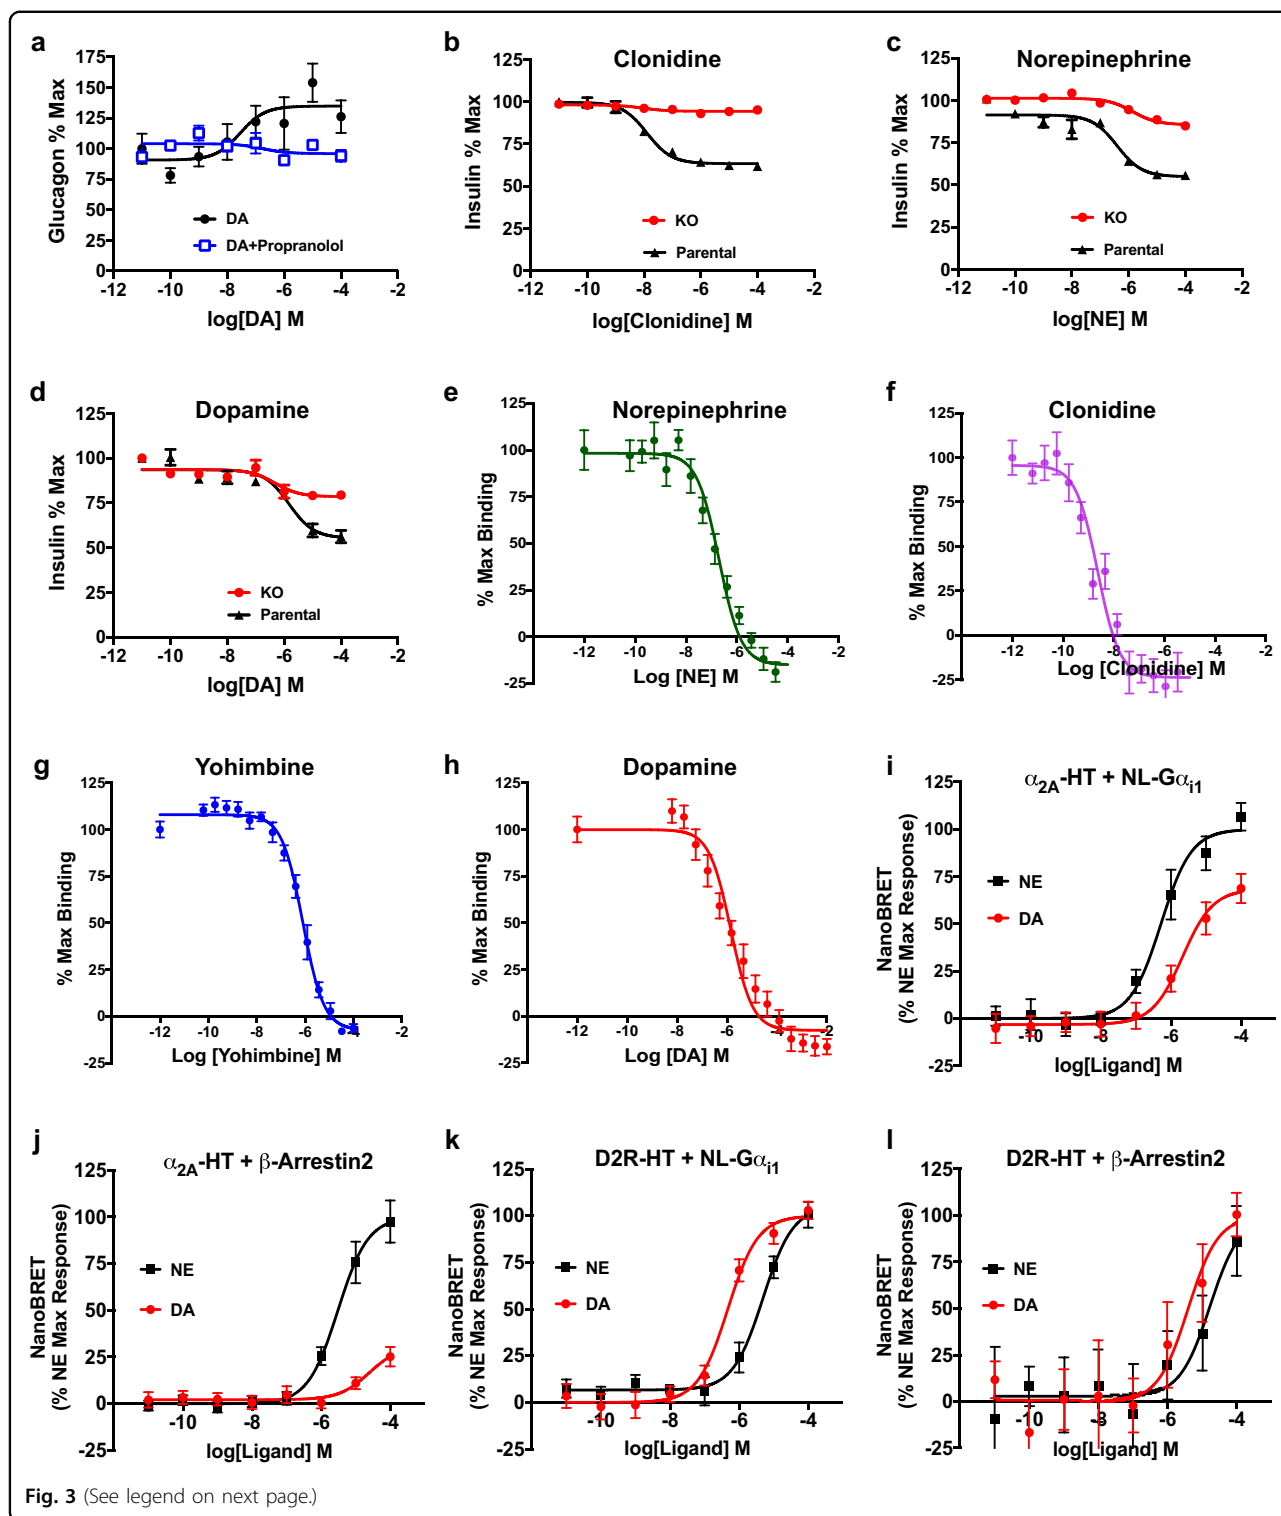 a
Glucagon % Max
175
150
125
100
75
50
25
0
DA
DA+Propranolol
-12 -10 -8 -6 -4 -2
log[DA] M
b
Clonidine
Insulin % Max
125
100
75
50
25
0
KO
Parental
-12 -10 -8 -6 -4 -2
log[Clonidine] M
c
Norepinephrine
Insulin % Max
125
100
75
50
25
0
KO
Parental
-12 -10 -8 -6 -4 -2
log[NE] M
d
Dopamine
Insulin % Max
125
100
75
50
25
0
KO
Parental
-12 -10 -8 -6 -4 -2
log[DA] M
e
Norepinephrine
% Max Binding
125
100
75
50
25
0
-25
-12 -10 -8 -6 -4 -2
Log [NE] M
f
Clonidine
% Max Binding
125
100
75
50
25
0
-25
-12 -10 -8 -6 -4 -2
Log [Clonidine] M
g
Yohimbine
% Max Binding
125
100
75
50
25
0
-25
-12 -10 -8 -6 -4 -2
Log [Yohimbine] M
h
Dopamine
% Max Binding
125
100
75
50
25
0
-25
-12 -10 -8 -6 -4 -2
Log [DA] M
i
α2A-HT + NL-Gαi1
NanoBRET
(% NE Max Response)
125
100
75
50
25
0
-25
NE
DA
-10 -8 -6 -4
log[Ligand] M
j
α2A-HT + β-Arrestin2
NanoBRET
(% NE Max Response)
125
100
75
50
25
0
-25
NE
DA
-10 -8 -6 -4
log[Ligand] M
k
D2R-HT + NL-Gαi1
NanoBRET
(% NE Max Response)
125
100
75
50
25
0
-25
NE
DA
-10 -8 -6 -4
log[Ligand] M
l
D2R-HT + β-Arrestin2
NanoBRET
(% NE Max Response)
125
100
75
50
25
0
-25
NE
DA
-10 -8 -6 -4
log[Ligand] M
Fig. 3 (See legend on next page.)